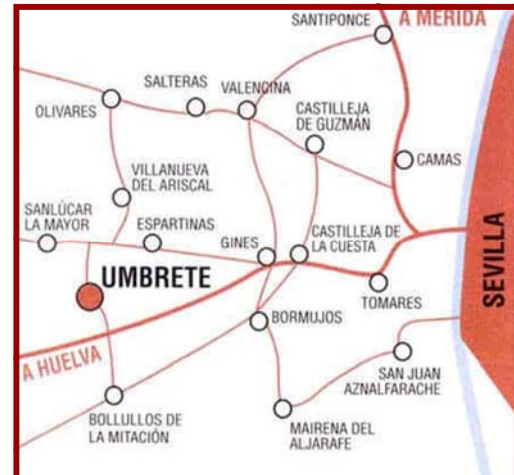 SANTIPONCE
A MERIDA
SALTERAS
VALENCINA
OLIVARES
CASTILLEJA
DE GUZMÁN
CAMAS
VILLANUEVA
DEL ARISCAL
SANLÚCAR
LA MAYOR
ESPARTINAS
GINES
CASTILLEJA DE
LA CUESTA
SEVILLA
UMBRETE
TOMARES
BORMUJOS
A HUELVA
SAN JUAN
AZNALFARACHE
BOLLULLOS DE
LA MITACIÓN
MAIRENA DEL
ALJARAFE